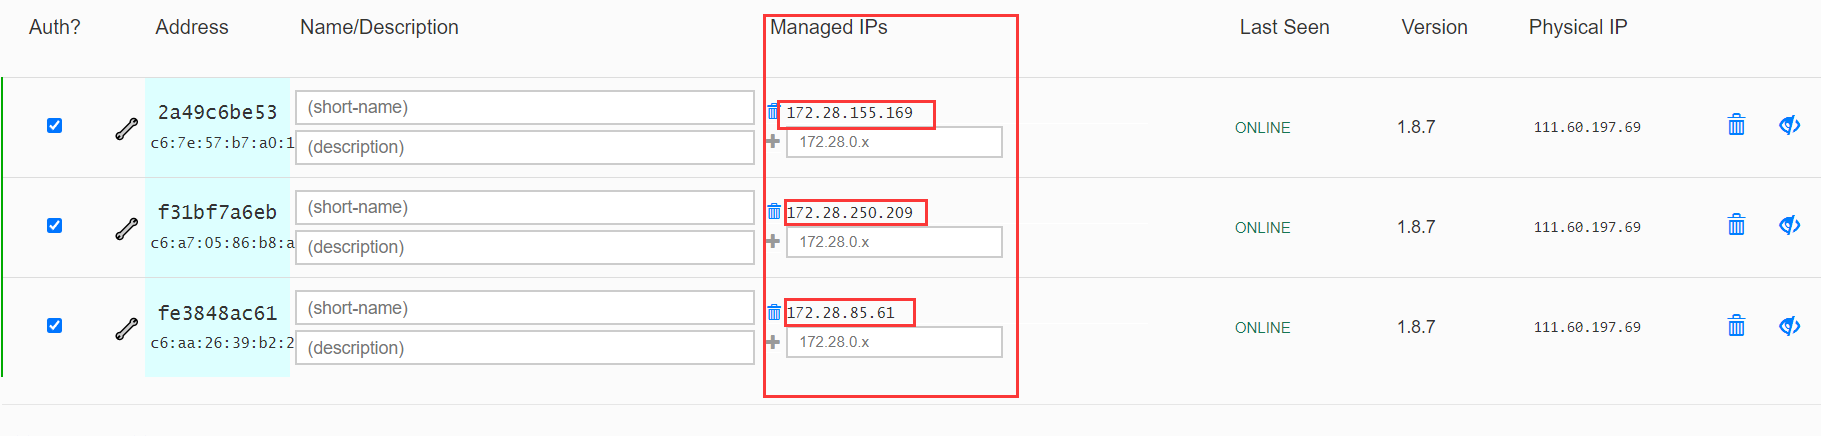 Auth? Address Name/Description Managed IPs Last Seen Version Physical IP
2a49c6be53 (short-name) 172.28.155.169
c6:7e:57:b7:a0:1 (description) 172.28.0.x ONLINE 1.8.7 111.60.197.69
f31bf7a6eb (short-name) 172.28.250.209
c6:a7:05:86:b8:a (description) 172.28.0.x ONLINE 1.8.7 111.60.197.69
fe3848ac61 (short-name) 172.28.85.61
c6:aa:26:39:b2:2 (description) 172.28.0.x ONLINE 1.8.7 111.60.197.69